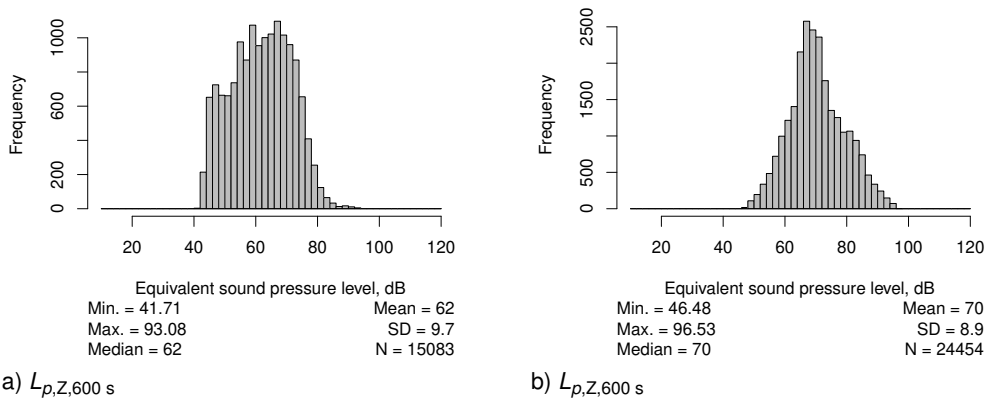 1000
600
200
0
Frequency
20 40 60 80 100 120
Equivalent sound pressure level, dB
Min. = 41.71 Mean = 62
Max. = 93.08 SD = 9.7
Median = 62 N = 15083
a) Lp,Z,600 s
2500
1500
500
0
Frequency
20 40 60 80 100 120
Equivalent sound pressure level, dB
Min. = 46.48 Mean = 70
Max. = 96.53 SD = 8.9
Median = 70 N = 24454
b) Lp,Z,600 s